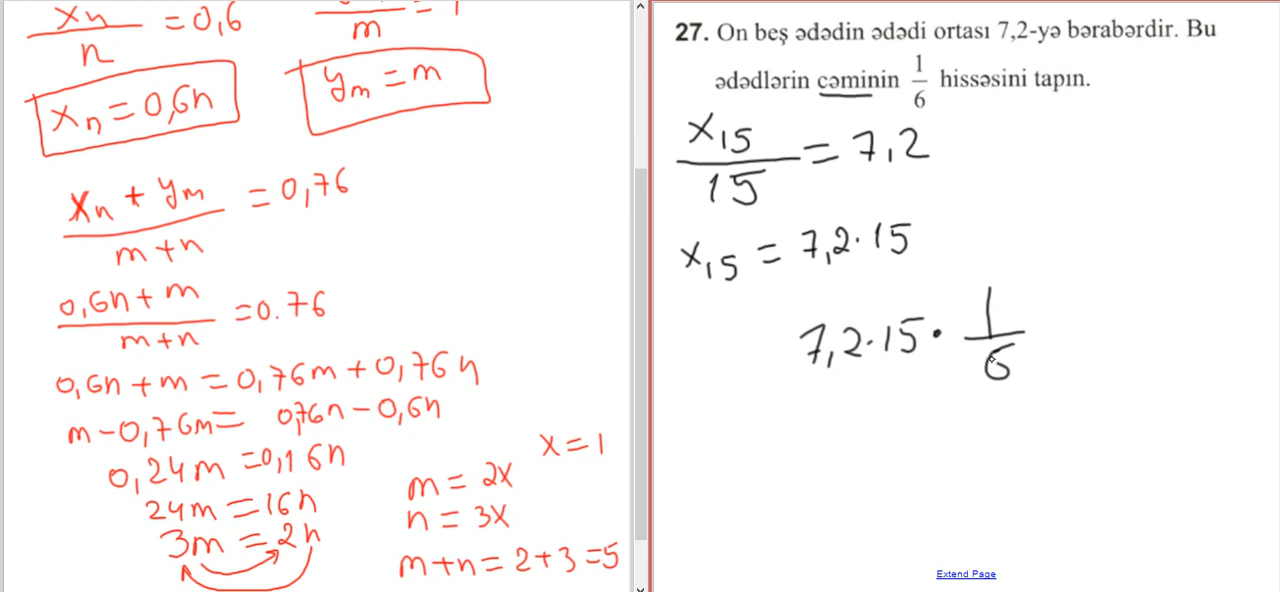 xn/n = 0,6
m
xn = 0,6n
ym = m
xn + ym / m+n = 0,76
0,6n + m / m+n = 0.76
0,6n + m = 0,76m + 0,76n
m - 0,76m = 0,76n - 0,6n
0,24m = 0,16n
24m = 16n
3m = 2n
x = 1
m = 2x
n = 3x
m+n = 2+3 = 5
27. On beş ədədin ədədi ortası 7,2-yə bərabərdir. Bu
ədədlərin cəminin 1/6 hissəsini tapın.
x15/15 = 7,2
x15 = 7,2·15
7,2·15·1/6
Extend Page